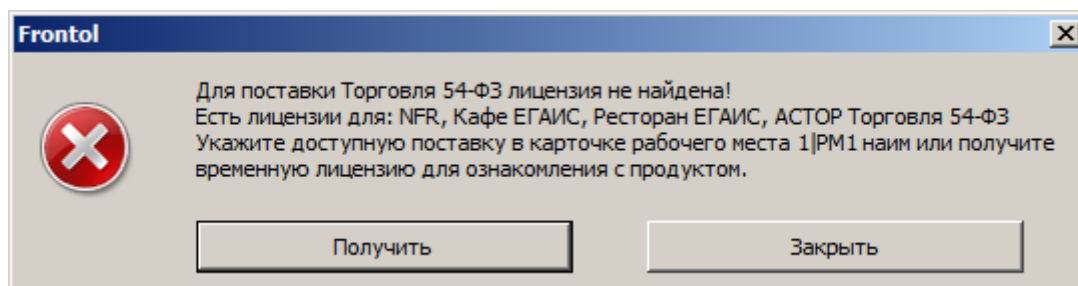 Frontol
Для поставки Торговля 54-ФЗ лицензия не найдена!
Есть лицензии для: NFR, Кафе ЕГАИС, Ресторан ЕГАИС, АСТОР Торговля 54-ФЗ
Укажите доступную поставку в карточке рабочего места 1|РМ1 наим или получите
временную лицензию для ознакомления с продуктом.
Получить
Закрыть